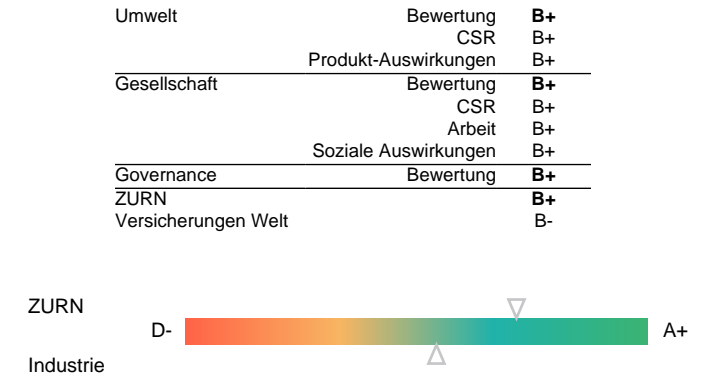 Umwelt Bewertung B+
CSR B+
Produkt-Auswirkungen B+
Gesellschaft Bewertung B+
CSR B+
Arbeit B+
Soziale Auswirkungen B+
Governance Bewertung B+
ZURN B+
Versicherungen Welt B-
ZURN
D- A+
Industrie